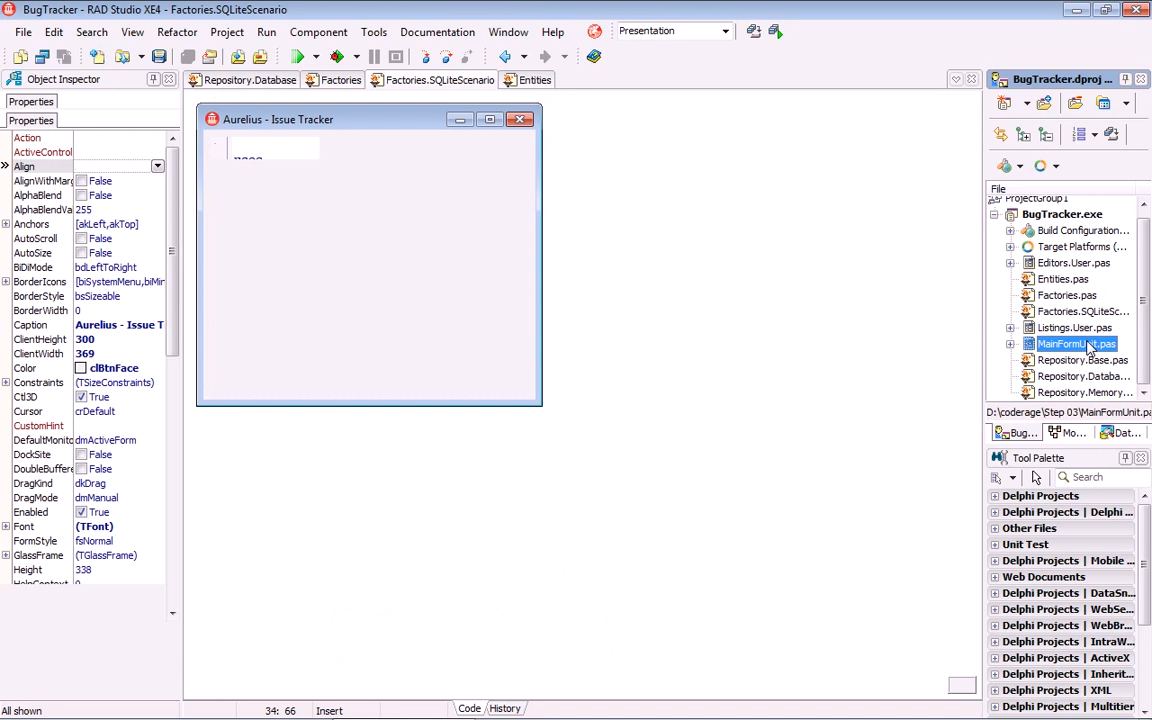 BugTracker - RAD Studio XE4 - Factories.SQLiteScenario
File Edit Search View Refactor Project Run Component Tools Documentation Window Help
Presentation
Object Inspector
Repository.Database Factories Factories.SQLiteScenario Entities
BugTracker.dproj ...
Properties
Properties
Action
ActiveControl
Align
AlignWithMarg False
AlphaBlend False
AlphaBlendVa 255
Anchors [akLeft,akTop]
AutoScroll False
AutoSize False
BiDiMode bdLeftToRight
BorderIcons [biSystemMenu,biMin
BorderStyle bsSizeable
BorderWidth 0
Caption Aurelius - Issue T
ClientHeight 300
ClientWidth 369
Color clBtnFace
Constraints (TSizeConstraints)
Ctl3D True
Cursor crDefault
CustomHint
DefaultMonito dmActiveForm
DockSite False
DoubleBuffere False
DragKind dkDrag
DragMode dmManual
Enabled True
Font (TFont)
FormStyle fsNormal
GlassFrame (TGlassFrame)
Height 338
HelpContext 0
All shown
Aurelius - Issue Tracker
34: 66 Insert
Code History
File
ProjectGroup1
BugTracker.exe
Build Configuration...
Target Platforms (...
Editors.User.pas
Entities.pas
Factories.pas
Factories.SQLiteSc...
Listings.User.pas
MainFormUnit.pas
Repository.Base.pas
Repository.Databa...
Repository.Memory...
D:\coderage\Step 03\MainFormUnit.pa
Bug... Mo... Dat...
Tool Palette
Search
Delphi Projects
Delphi Projects | Delphi ...
Other Files
Unit Test
Delphi Projects | Mobile ...
Web Documents
Delphi Projects | DataSn...
Delphi Projects | WebSe...
Delphi Projects | WebBr...
Delphi Projects | IntraW...
Delphi Projects | ActiveX
Delphi Projects | Inherit...
Delphi Projects | XML
Delphi Projects | Multitier